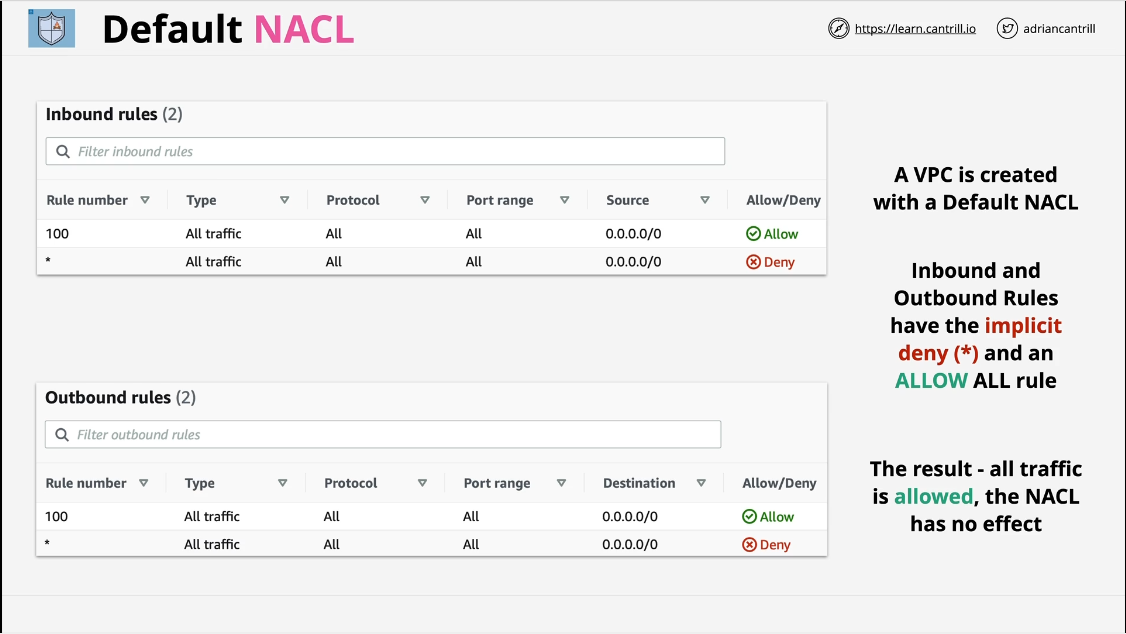 Default NACL
https://learn.cantrill.io
adriancantrill
Inbound rules (2)
Filter inbound rules
Rule number Type Protocol Port range Source Allow/Deny
100 All traffic All All 0.0.0.0/0 Allow
* All traffic All All 0.0.0.0/0 Deny
Outbound rules (2)
Filter outbound rules
Rule number Type Protocol Port range Destination Allow/Deny
100 All traffic All All 0.0.0.0/0 Allow
* All traffic All All 0.0.0.0/0 Deny
A VPC is created
with a Default NACL
Inbound and
Outbound Rules
have the implicit
deny (*) and an
ALLOW ALL rule
The result - all traffic
is allowed, the NACL
has no effect